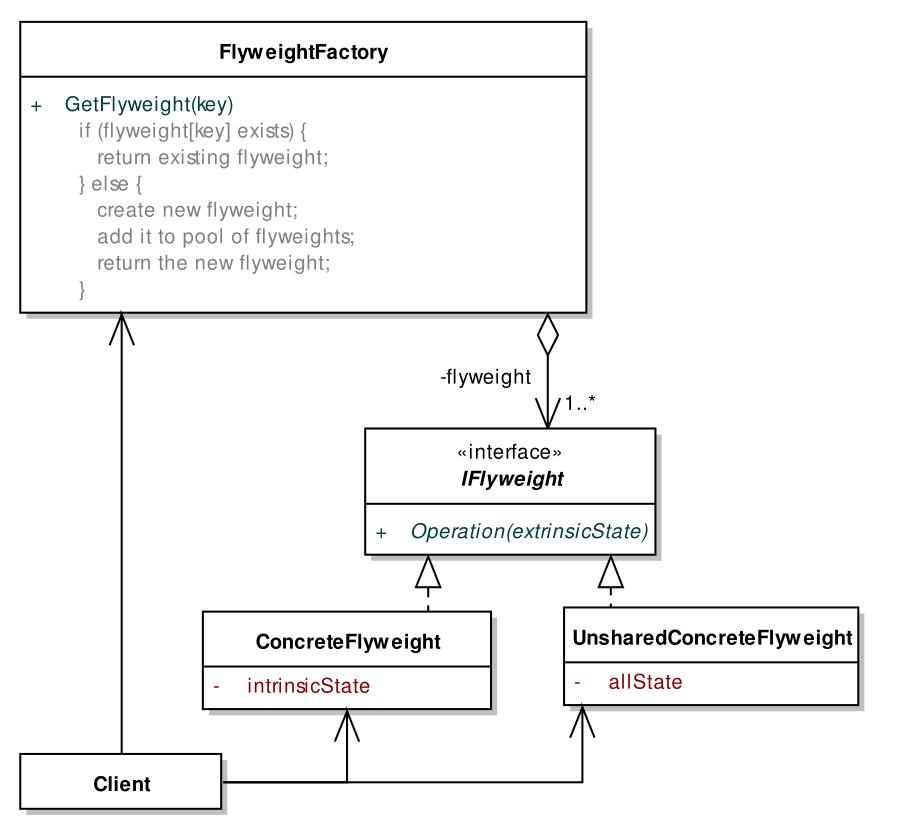 FlyweightFactory
+ GetFlyweight(key)
if (flyweight[key] exists) {
return existing flyweight;
} else {
create new flyweight;
add it to pool of flyweights;
return the new flyweight;
}
-flyweight
1..*
«interface»
IFlyweight
+ Operation(extrinsicState)
ConcreteFlyweight
- intrinsicState
UnsharedConcreteFlyweight
- allState
Client